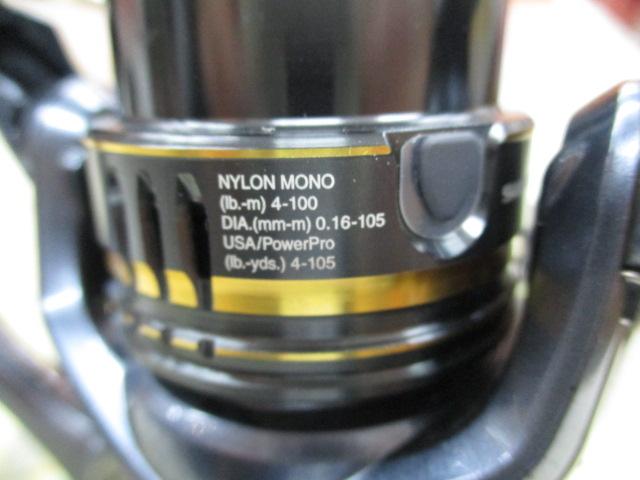 NYLON MONO
(lb.-m) 4-100
DIA.(mm-m) 0.16-105
USA/PowerPro
(lb.-yds.) 4-105